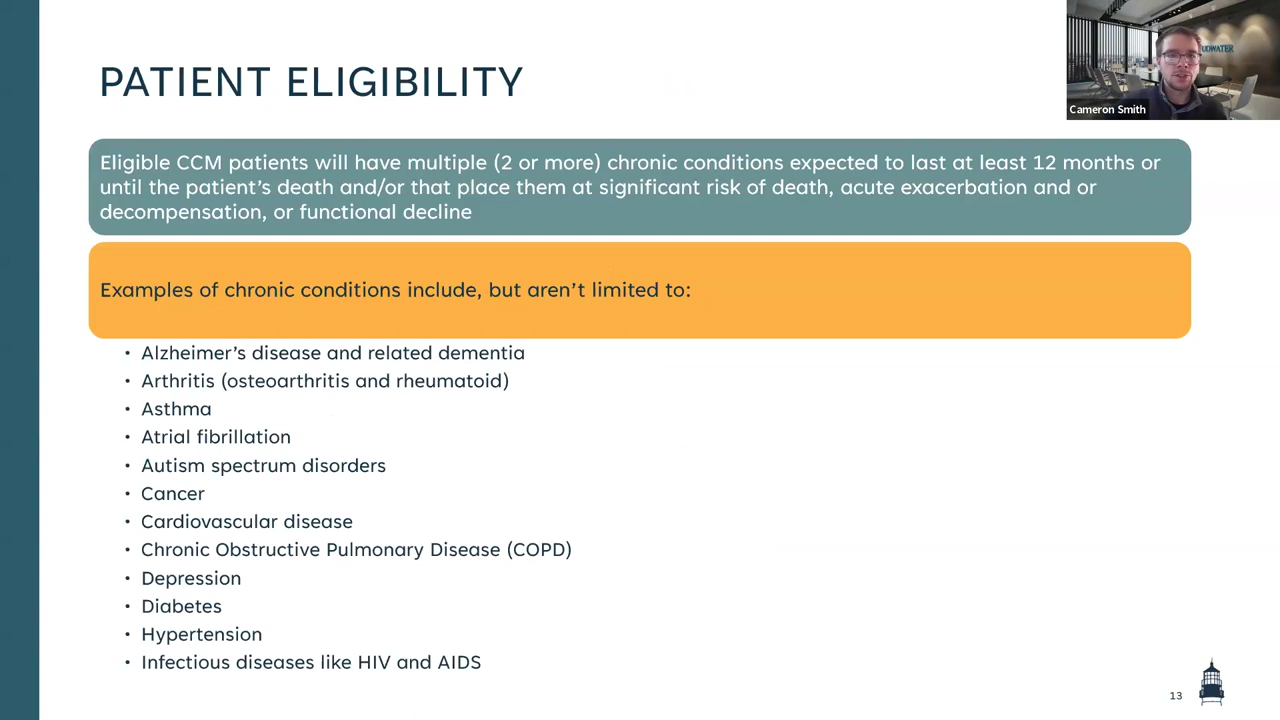 PATIENT ELIGIBILITY
UDWATER
Cameron Smith
Eligible CCM patients will have multiple (2 or more) chronic conditions expected to last at least 12 months or
until the patient’s death and/or that place them at significant risk of death, acute exacerbation and or
decompensation, or functional decline
Examples of chronic conditions include, but aren’t limited to:
• Alzheimer’s disease and related dementia
• Arthritis (osteoarthritis and rheumatoid)
• Asthma
• Atrial fibrillation
• Autism spectrum disorders
• Cancer
• Cardiovascular disease
• Chronic Obstructive Pulmonary Disease (COPD)
• Depression
• Diabetes
• Hypertension
• Infectious diseases like HIV and AIDS
13